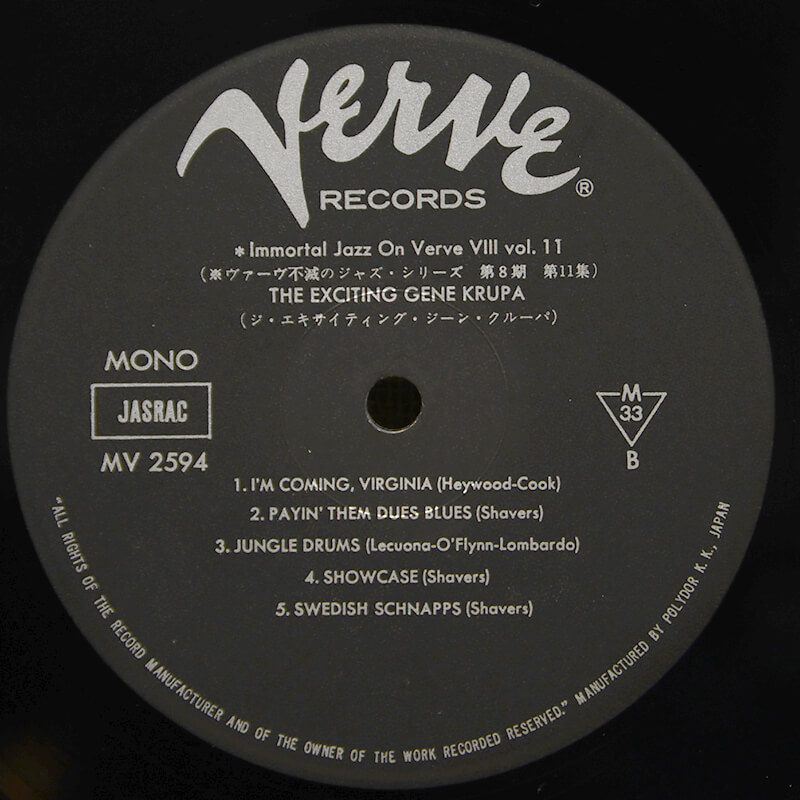 Verve
RECORDS ®
*Immortal Jazz On Verve VIII vol. 11
(※ヴァーヴ不滅のジャズ・シリーズ 第8期 第11集)
THE EXCITING GENE KRUPA
(ジ・エキサイティング・ジーン・クルーパ)
MONO
JASRAC
MV 2594
M
33
B
1. I'M COMING, VIRGINIA (Heywood-Cook)
2. PAYIN' THEM DUES BLUES (Shavers)
3. JUNGLE DRUMS (Lecuona-O'Flynn-Lombardo)
4. SHOWCASE (Shavers)
5. SWEDISH SCHNAPPS (Shavers)
"ALL RIGHTS OF THE RECORD MANUFACTURER AND OF THE OWNER OF THE WORK RECORDED RESERVED." MANUFACTURED BY POLYDOR K. K., JAPAN